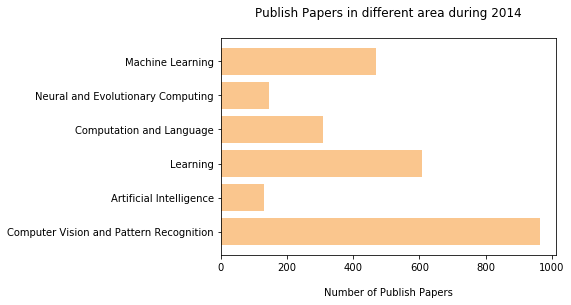 Publish Papers in different area during 2014
Machine Learning
Neural and Evolutionary Computing
Computation and Language
Learning
Artificial Intelligence
Computer Vision and Pattern Recognition
0 200 400 600 800 1000
Number of Publish Papers